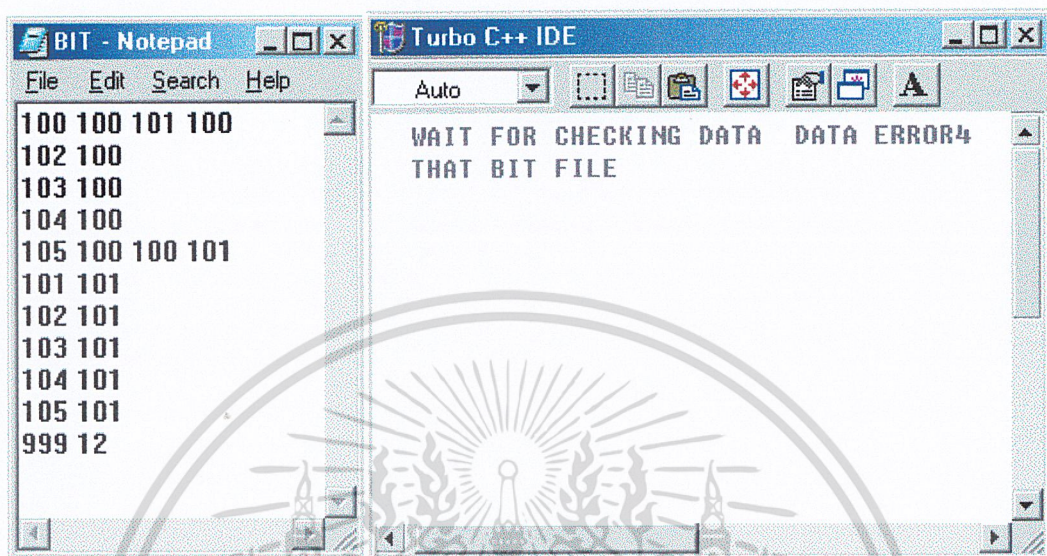 BIT - Notepad
File Edit Search Help
100 100 101 100
102 100
103 100
104 100
105 100 100 101
101 101
102 101
103 101
104 101
105 101
999 12
Turbo C++ IDE
Auto
A
WAIT FOR CHECKING DATA DATA ERROR4
THAT BIT FILE